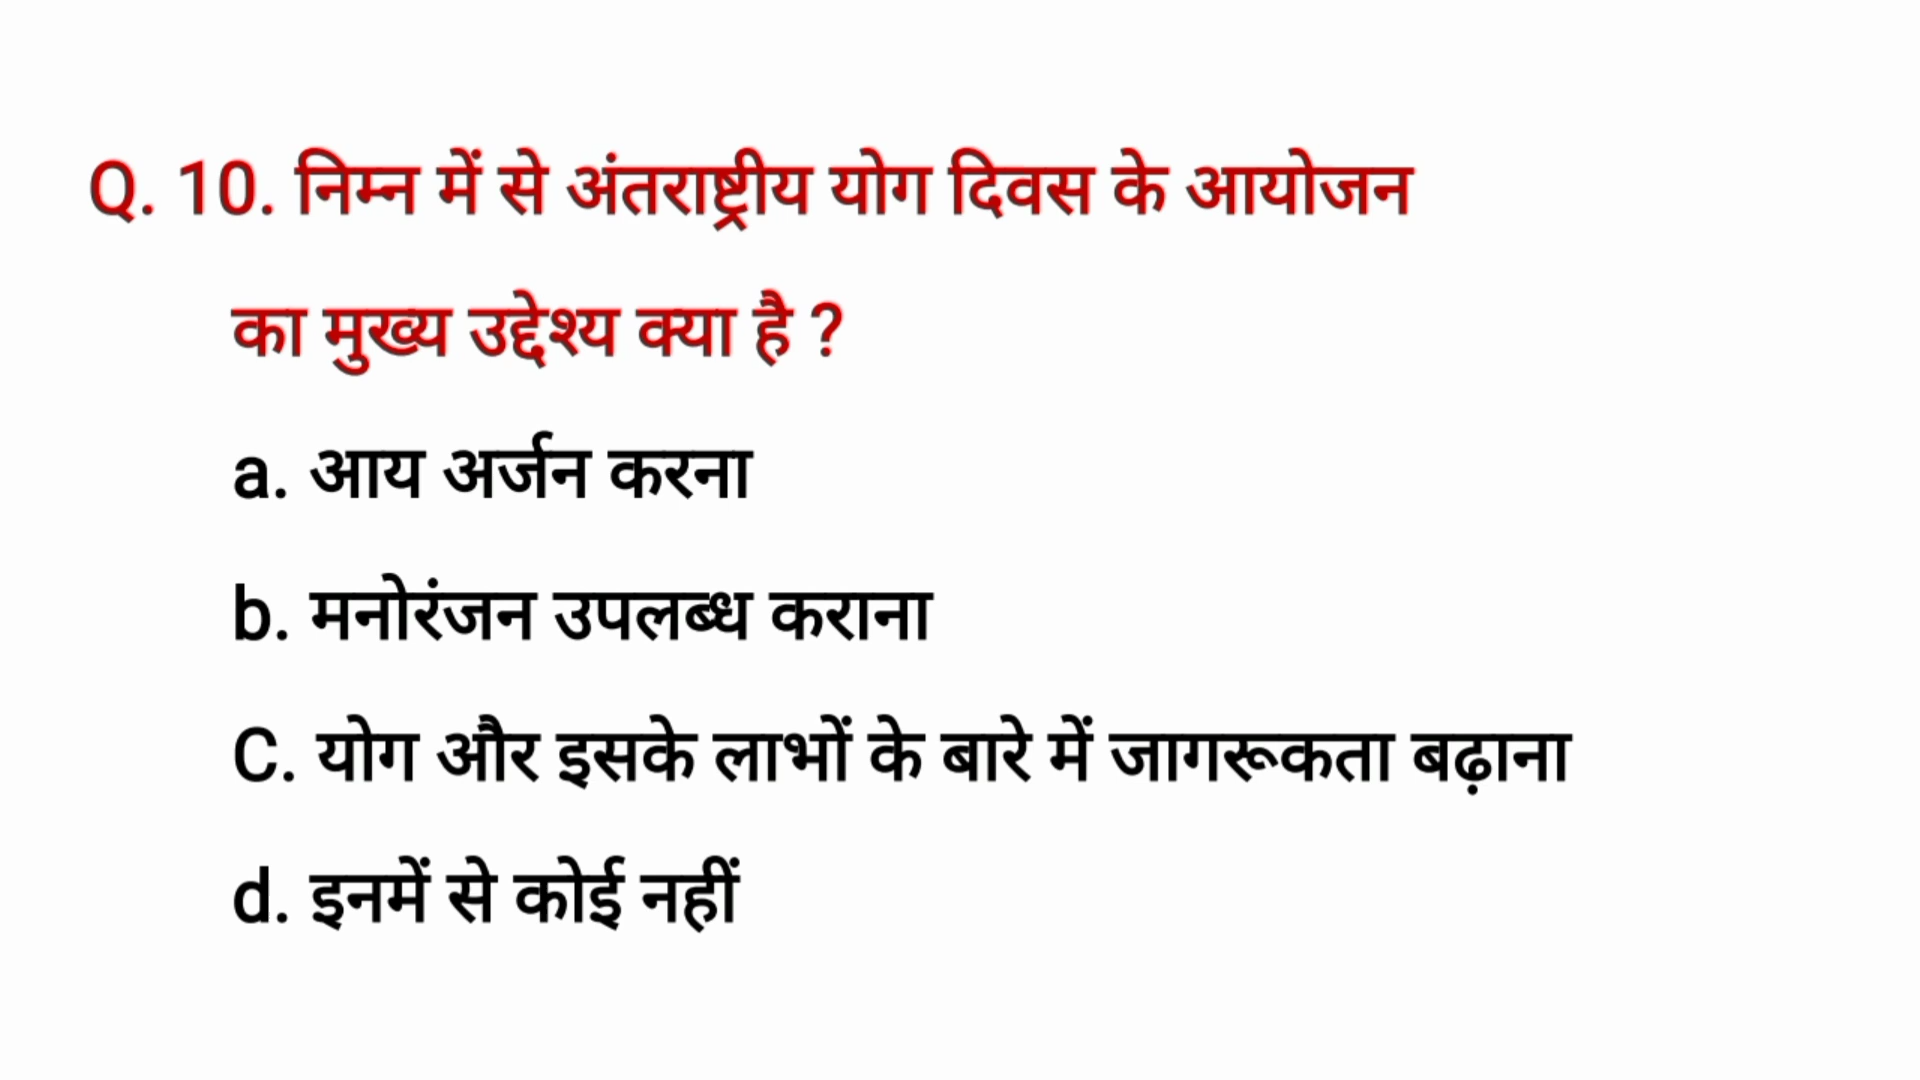 Q. 10. निम्न में से अंतराष्ट्रीय योग दिवस के आयोजन
का मुख्य उद्देश्य क्या है ?
a. आय अर्जन करना
b. मनोरंजन उपलब्ध कराना
C. योग और इसके लाभों के बारे में जागरूकता बढ़ाना
d. इनमें से कोई नहीं